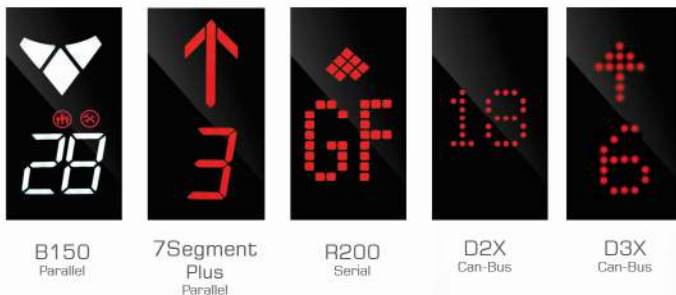 28
3
GF
18
6
B150
Parallel
7Segment
Plus
Parallel
R200
Serial
D2X
Can-Bus
D3X
Can-Bus